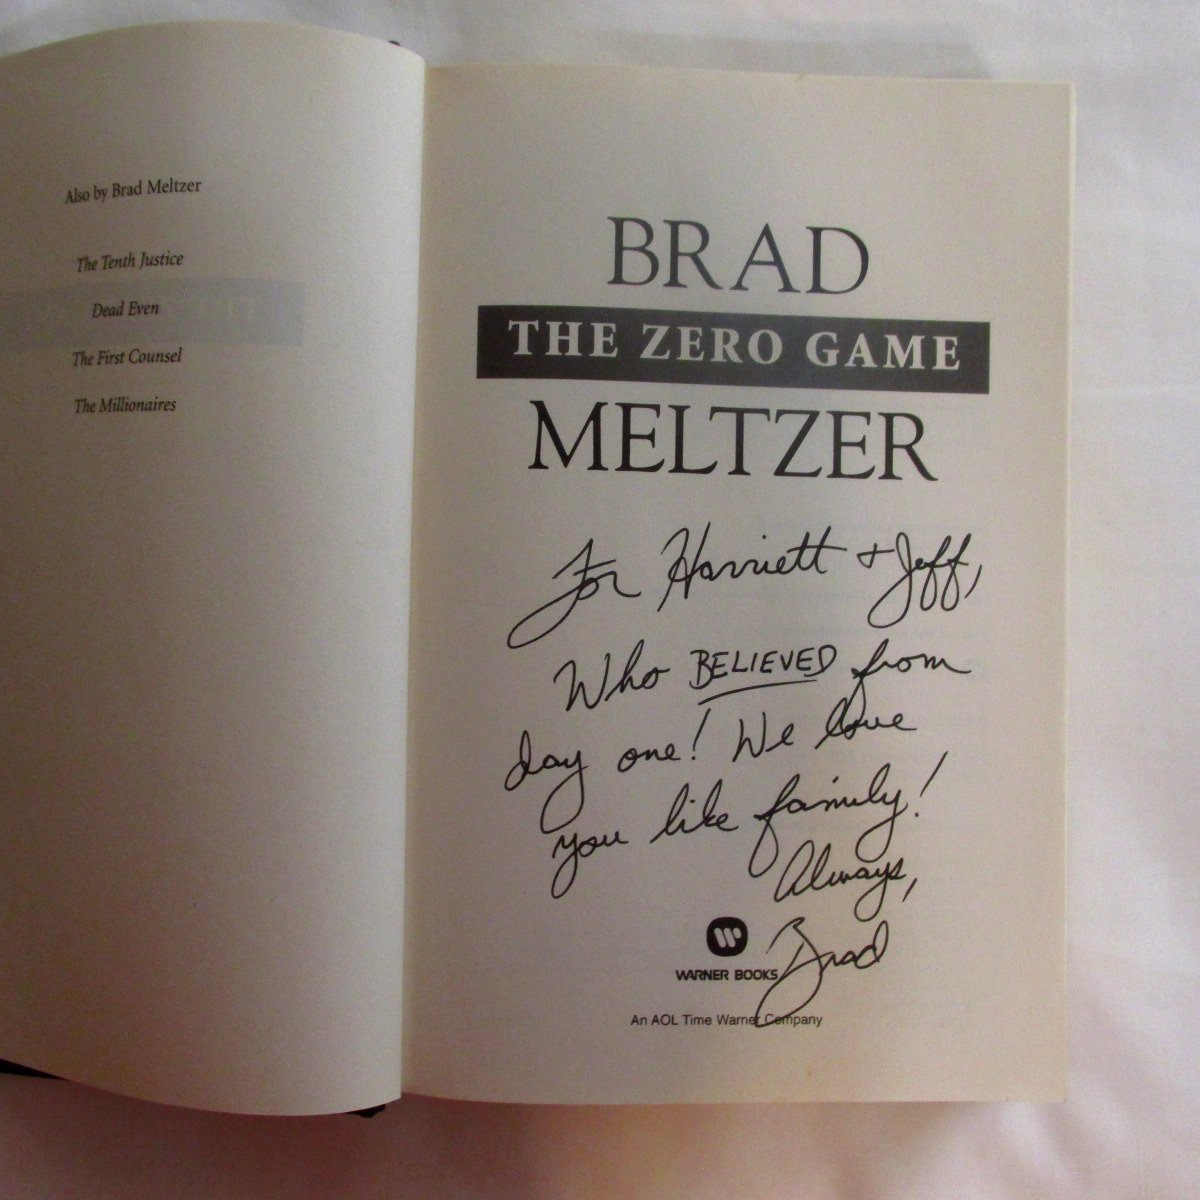 Also by Brad Meltzer
The Tenth Justice
Dead Even
The First Counsel
The Millionaires
BRAD
THE ZERO GAME
MELTZER
For Harriett + Jeff,
Who BELIEVED from
day one! We love
you like family!
Always,
Brad
WARNER BOOKS
An AOL Time Warner Company